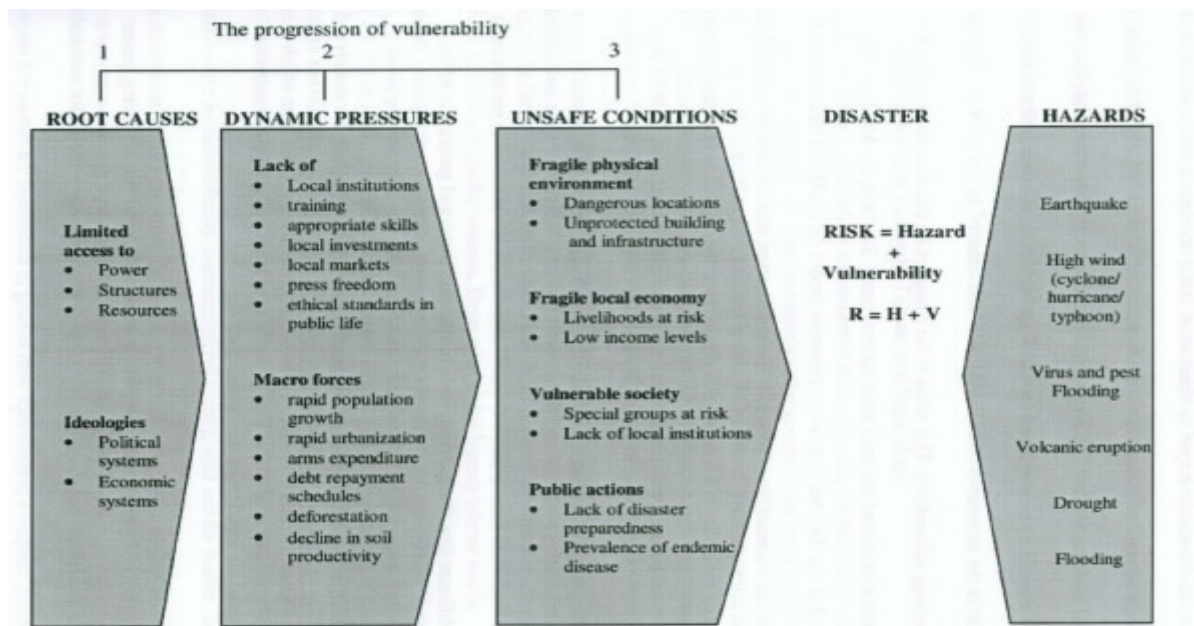 The progression of vulnerability
1
2
3
ROOT CAUSES
Limited
access to
• Power
• Structures
• Resources
Ideologies
• Political
systems
• Economic
systems
DYNAMIC PRESSURES
Lack of
• Local institutions
• training
• appropriate skills
• local investments
• local markets
• press freedom
• ethical standards in
public life
Macro forces
• rapid population
growth
• rapid urbanization
• arms expenditure
• debt repayment
schedules
• deforestation
• decline in soil
productivity
UNSAFE CONDITIONS
Fragile physical
environment
• Dangerous locations
• Unprotected building
and infrastructure
Fragile local economy
• Livelihoods at risk
• Low income levels
Vulnerable society
• Special groups at risk
• Lack of local institutions
Public actions
• Lack of disaster
preparedness
• Prevalence of endemic
disease
DISASTER
RISK = Hazard
+
Vulnerability
R = H + V
HAZARDS
Earthquake
High wind
(cyclone/
hurricane/
typhoon)
Virus and pest
Flooding
Volcanic eruption
Drought
Flooding